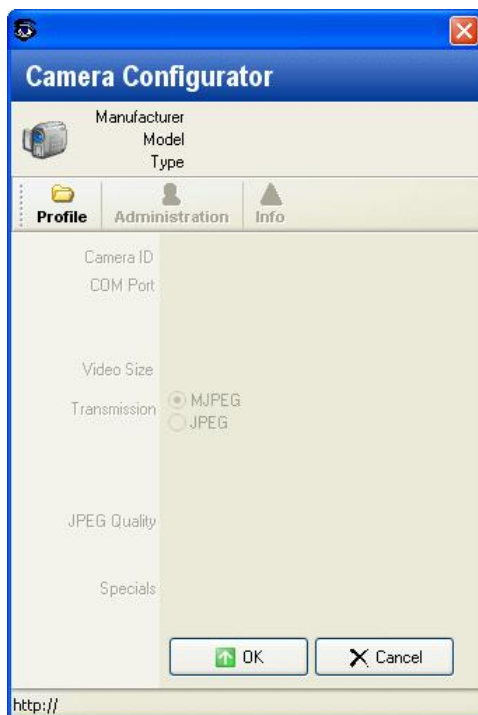 Camera Configurator
Manufacturer
Model
Type
Profile Administration Info
Camera ID
COM Port
Video Size
Transmission MJPEG
JPEG
JPEG Quality
Specials
OK Cancel
http://